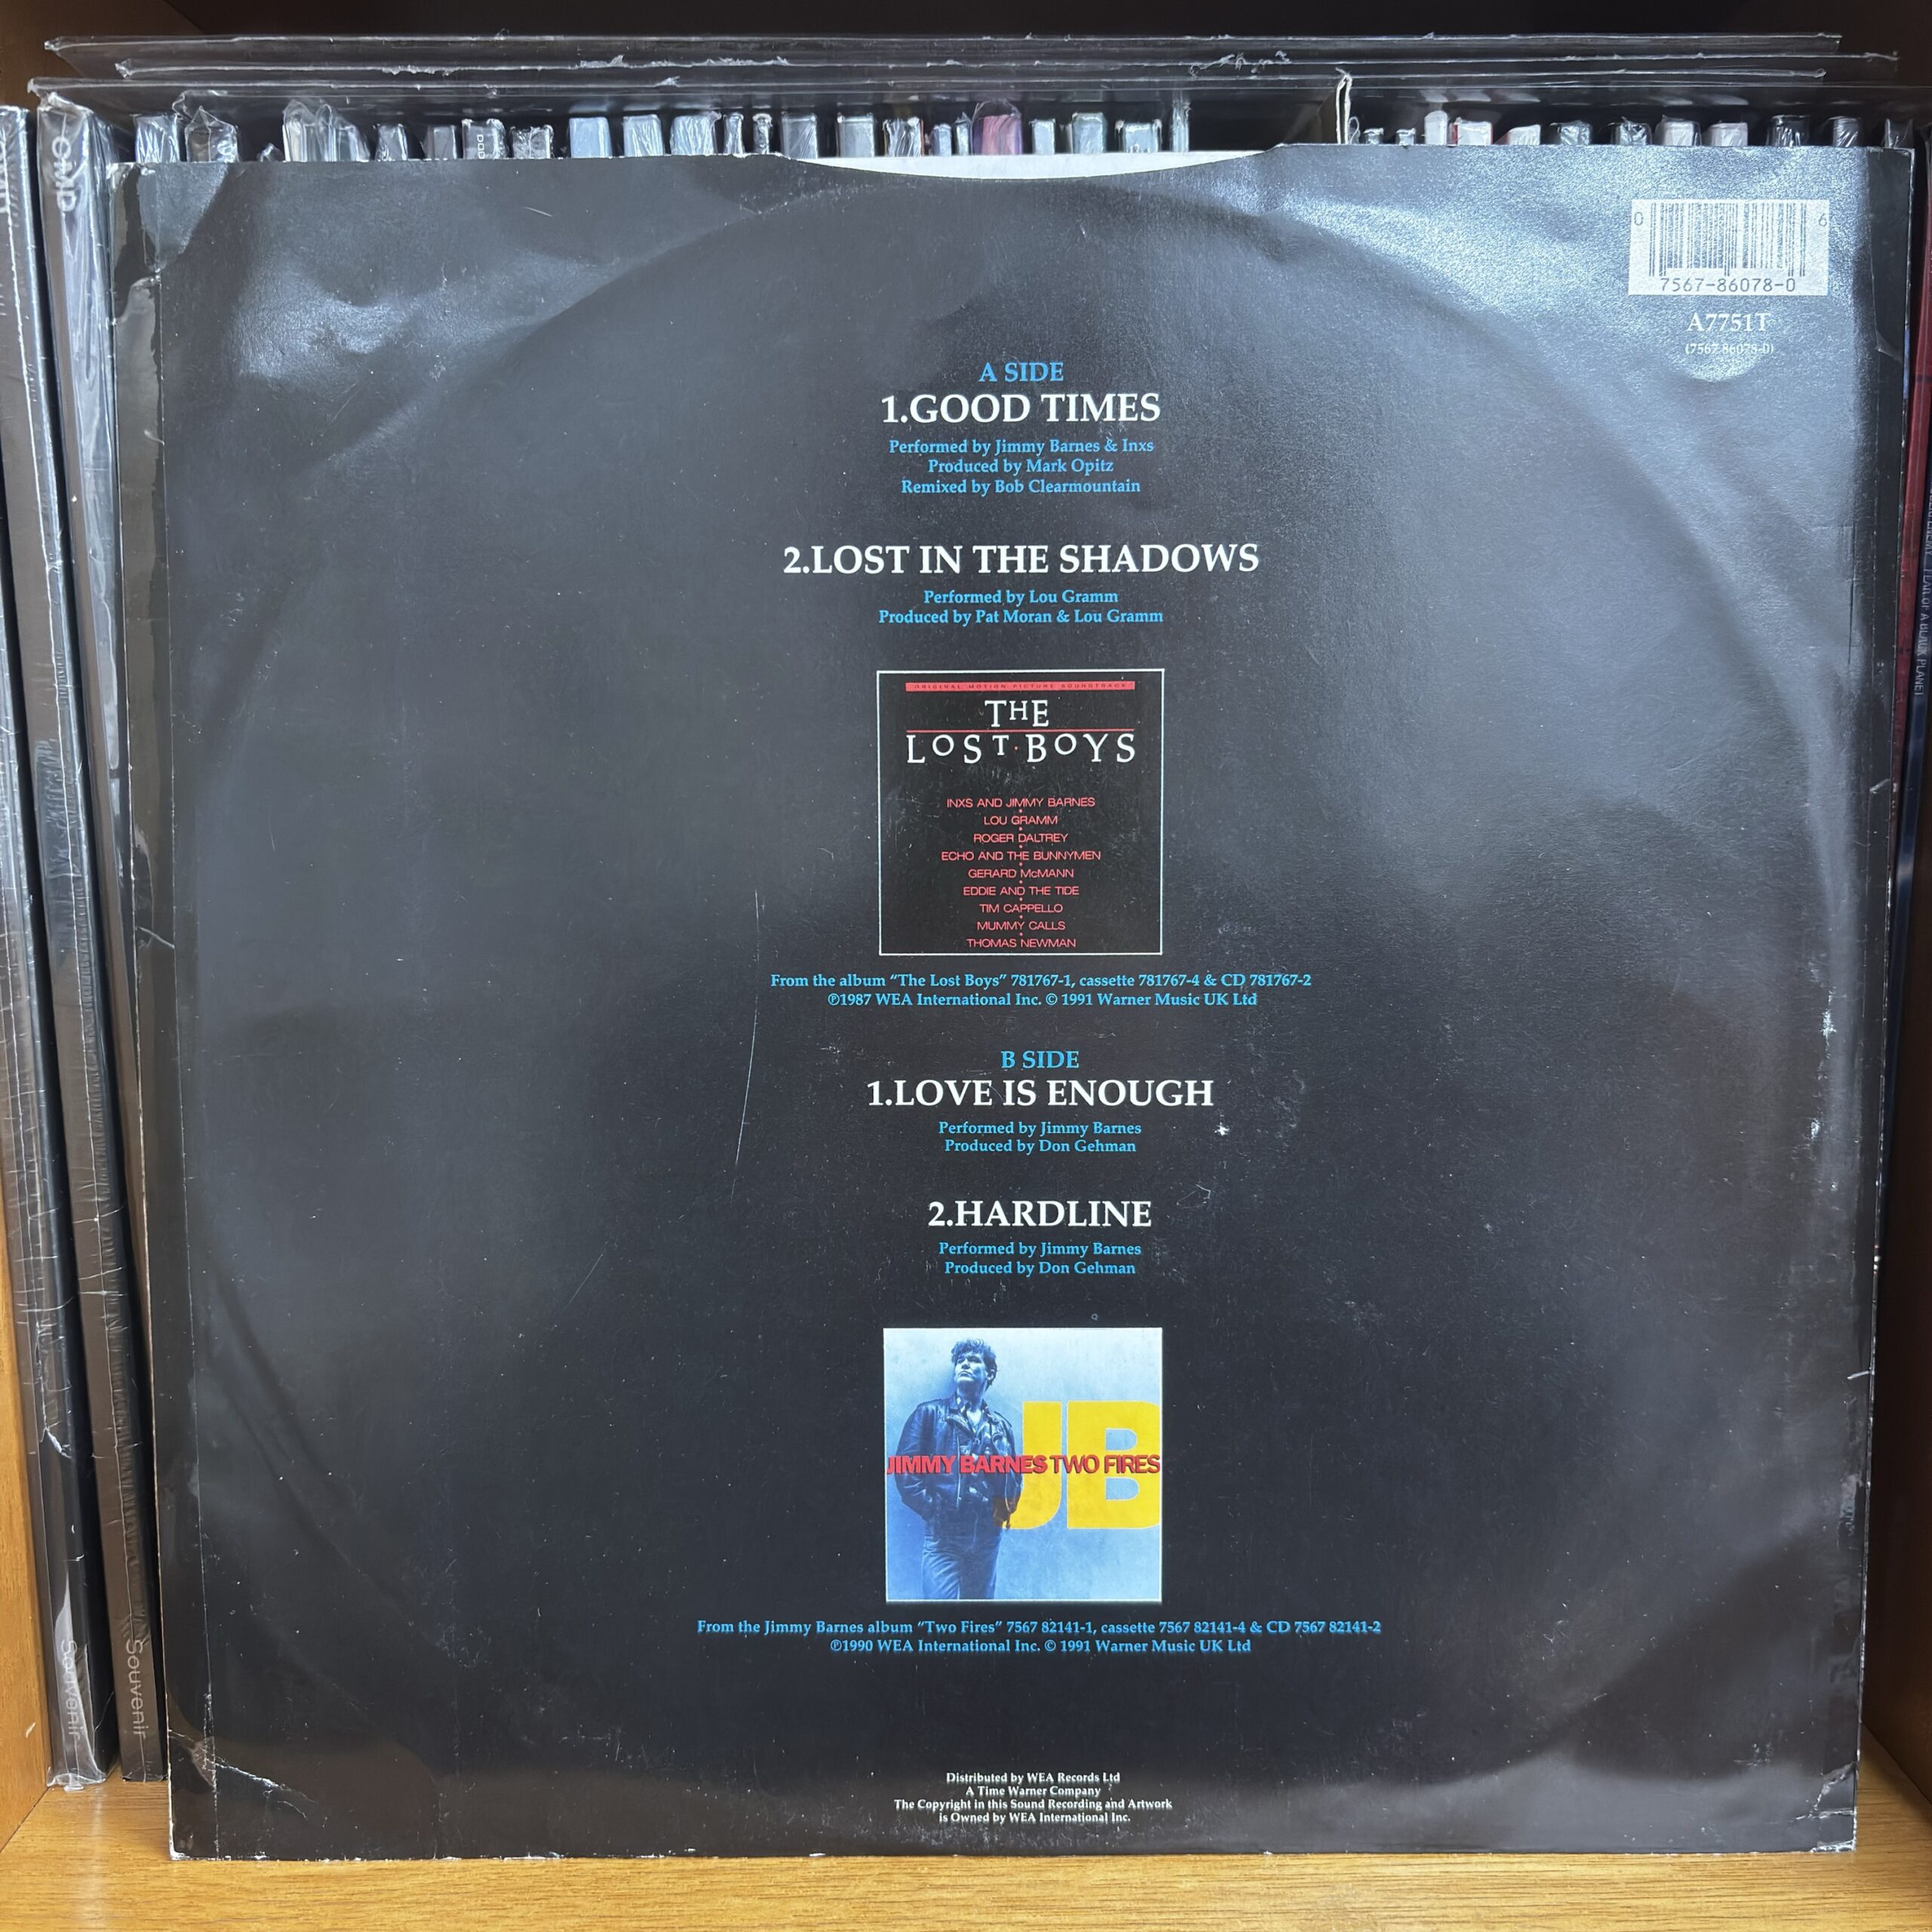 OMD
0 6
7567-86078-0
A7751T
(7567-86078-0)
A SIDE
1.GOOD TIMES
Performed by Jimmy Barnes & Inxs
Produced by Mark Opitz
Remixed by Bob Clearmountain
2.LOST IN THE SHADOWS
Performed by Lou Gramm
Produced by Pat Moran & Lou Gramm
ORIGINAL MOTION PICTURE SOUNDTRACK
THE
LOST·BOYS
INXS AND JIMMY BARNES
LOU GRAMM
ROGER DALTREY
ECHO AND THE BUNNYMEN
GERARD McMANN
EDDIE AND THE TIDE
TIM CAPPELLO
MUMMY CALLS
THOMAS NEWMAN
From the album “The Lost Boys” 781767-1, cassette 781767-4 & CD 781767-2
℗1987 WEA International Inc. © 1991 Warner Music UK Ltd
B SIDE
1.LOVE IS ENOUGH
Performed by Jimmy Barnes
Produced by Don Gehman
2.HARDLINE
Performed by Jimmy Barnes
Produced by Don Gehman
JB
JIMMY BARNES TWO FIRES
From the Jimmy Barnes album “Two Fires” 7567 82141-1, cassette 7567 82141-4 & CD 7567 82141-2
℗1990 WEA International Inc. © 1991 Warner Music UK Ltd
Distributed by WEA Records Ltd
A Time Warner Company
The Copyright in this Sound Recording and Artwork
is Owned by WEA International Inc.
Souvenir
Souvenir
OF A BLACK PLANET